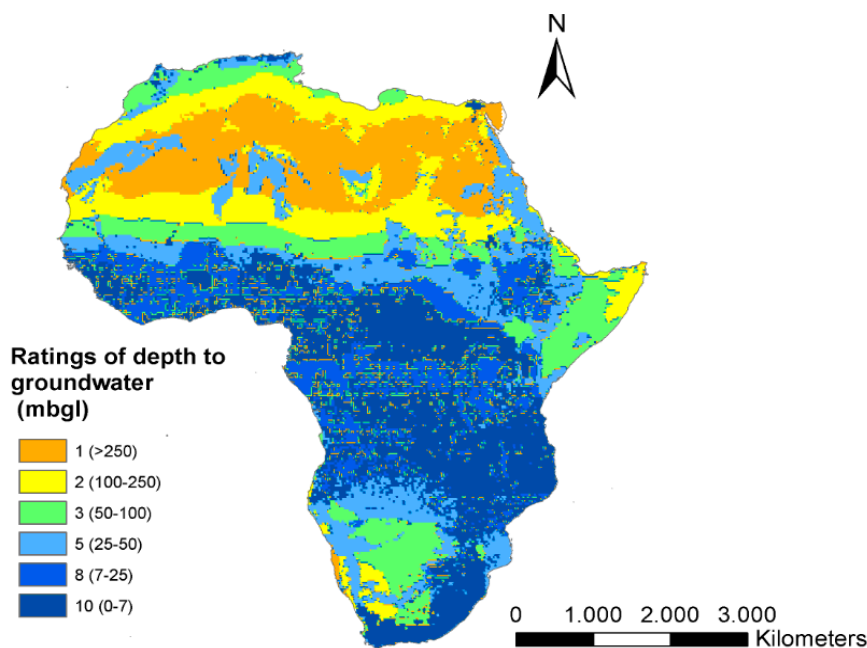 N
Ratings of depth to
groundwater
(mbgl)
1 (>250)
2 (100-250)
3 (50-100)
5 (25-50)
8 (7-25)
10 (0-7)
0 1.000 2.000 3.000
Kilometers